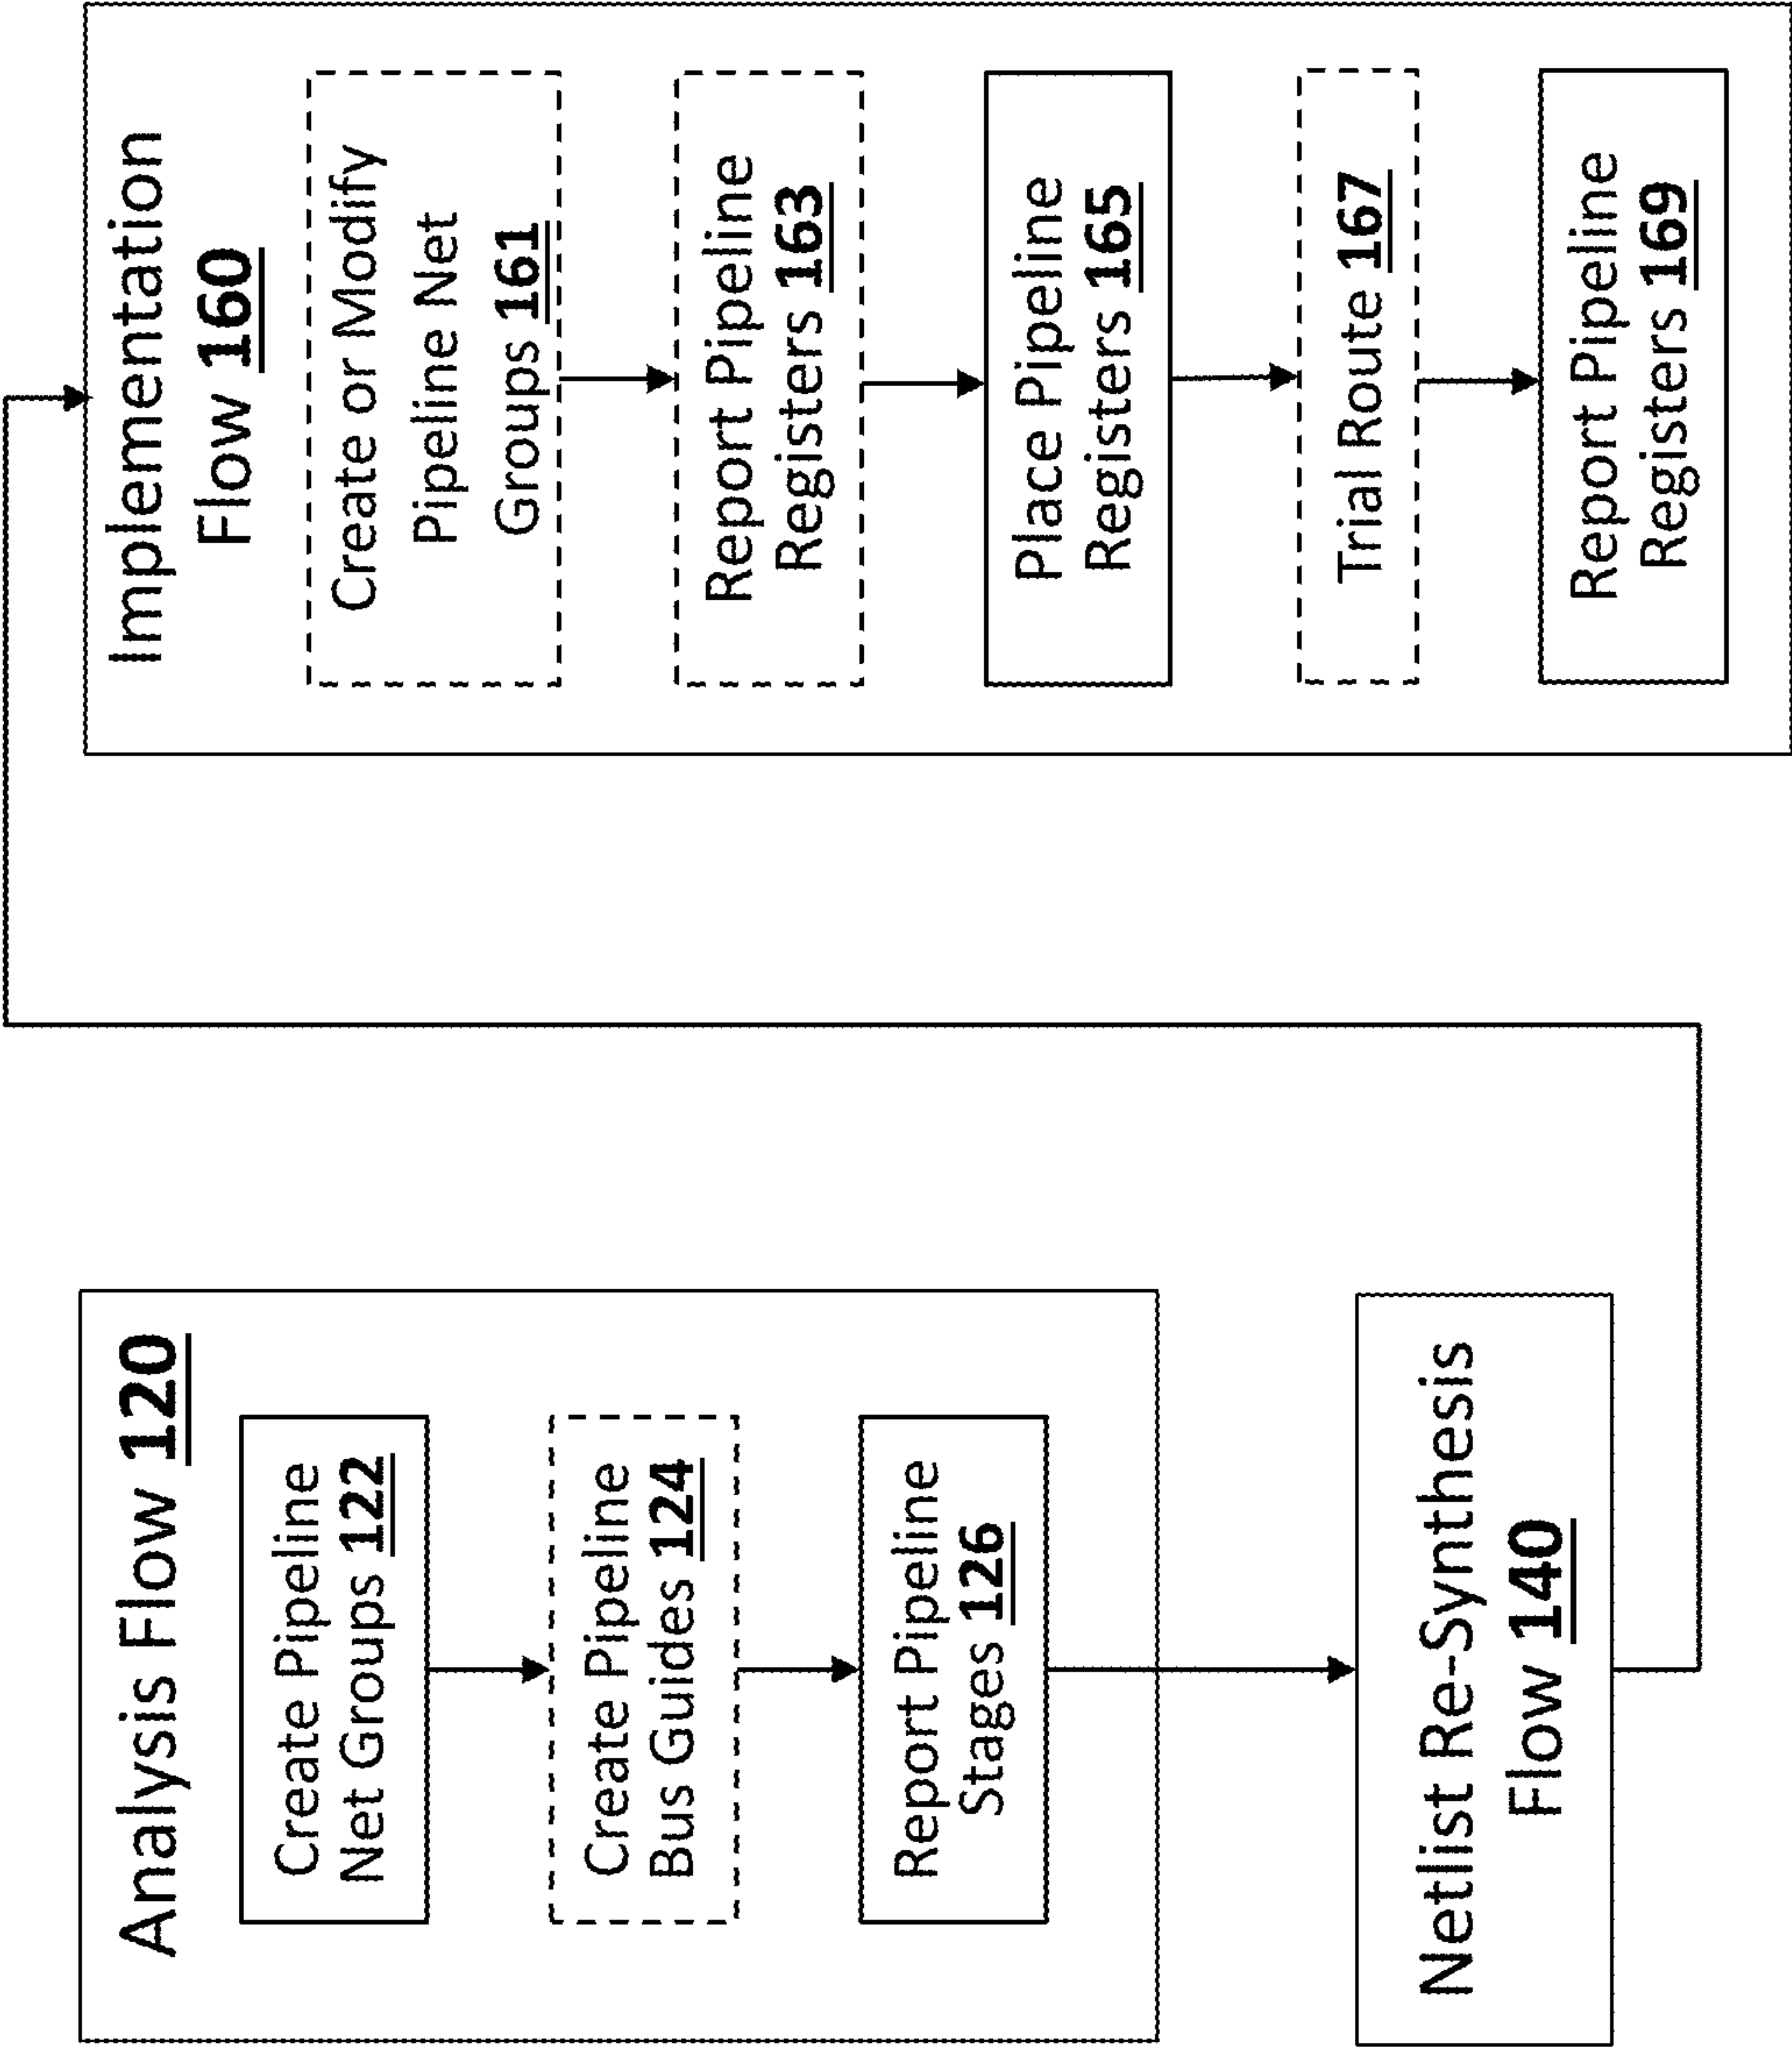 Analysis Flow 120
Create Pipeline
Net Groups 122
Create Pipeline
Bus Guides 124
Report Pipeline
Stages 126
Netlist Re-Synthesis
Flow 140
Implementation
Flow 160
Create or Modify
Pipeline Net
Groups 161
Report Pipeline
Registers 163
Place Pipeline
Registers 165
Trial Route 167
Report Pipeline
Registers 169